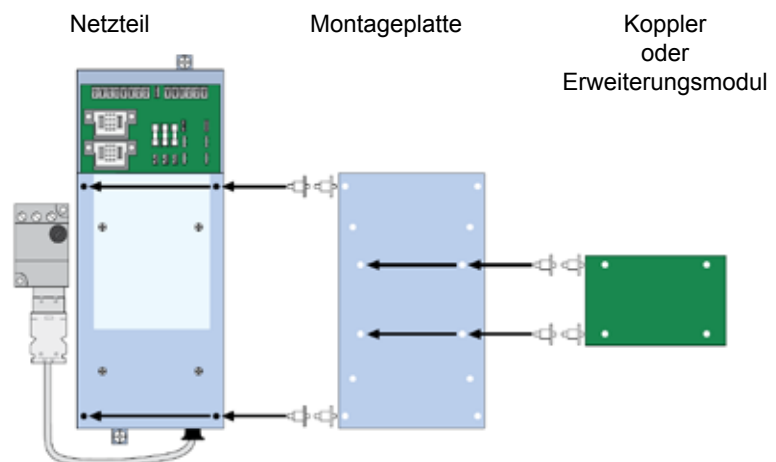 Netzteil
Montageplatte
Koppler
oder
Erweiterungsmodul